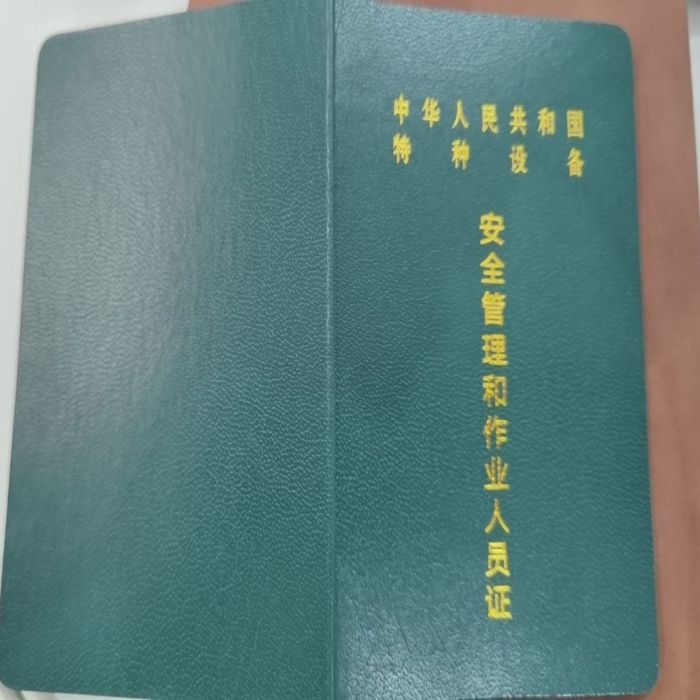 中华人民共和国
特种设备
安全管理和作业人员证